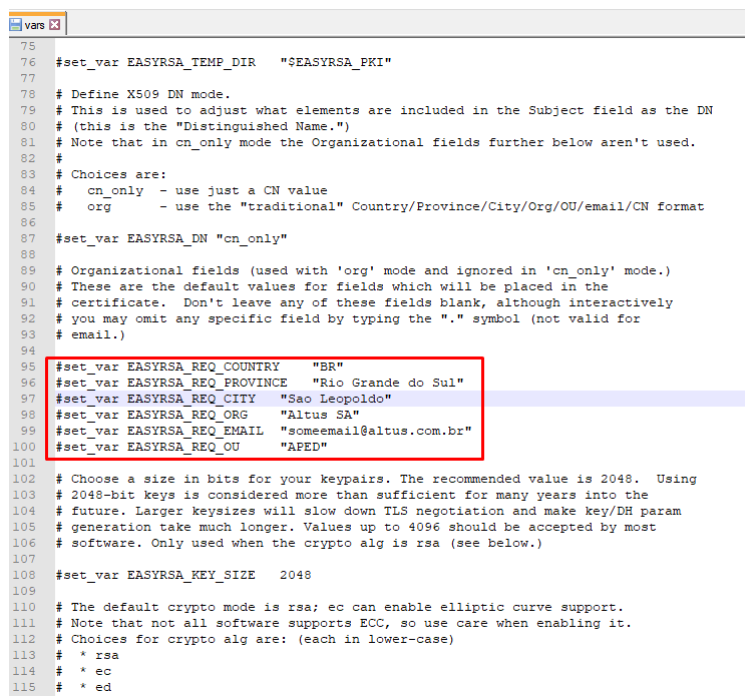 vars
75
76 #set_var EASYRSA_TEMP_DIR "$EASYRSA_PKI"
77
78 # Define X509 DN mode.
79 # This is used to adjust what elements are included in the Subject field as the DN
80 # (this is the "Distinguished Name.")
81 # Note that in cn_only mode the Organizational fields further below aren't used.
82 #
83 # Choices are:
84 # cn_only - use just a CN value
85 # org - use the "traditional" Country/Province/City/Org/OU/email/CN format
86
87 #set_var EASYRSA_DN "cn_only"
88
89 # Organizational fields (used with 'org' mode and ignored in 'cn_only' mode.)
90 # These are the default values for fields which will be placed in the
91 # certificate. Don't leave any of these fields blank, although interactively
92 # you may omit any specific field by typing the "." symbol (not valid for
93 # email.)
94
95 #set_var EASYRSA_REQ_COUNTRY "BR"
96 #set_var EASYRSA_REQ_PROVINCE "Rio Grande do Sul"
97 #set_var EASYRSA_REQ_CITY "Sao Leopoldo"
98 #set_var EASYRSA_REQ_ORG "Altus SA"
99 #set_var EASYRSA_REQ_EMAIL "someemail@altus.com.br"
100 #set_var EASYRSA_REQ_OU "APED"
101
102 # Choose a size in bits for your keypairs. The recommended value is 2048. Using
103 # 2048-bit keys is considered more than sufficient for many years into the
104 # future. Larger keysizes will slow down TLS negotiation and make key/DH param
105 # generation take much longer. Values up to 4096 should be accepted by most
106 # software. Only used when the crypto alg is rsa (see below.)
107
108 #set_var EASYRSA_KEY_SIZE 2048
109
110 # The default crypto mode is rsa; ec can enable elliptic curve support.
111 # Note that not all software supports ECC, so use care when enabling it.
112 # Choices for crypto alg are: (each in lower-case)
113 # * rsa
114 # * ec
115 # * ed